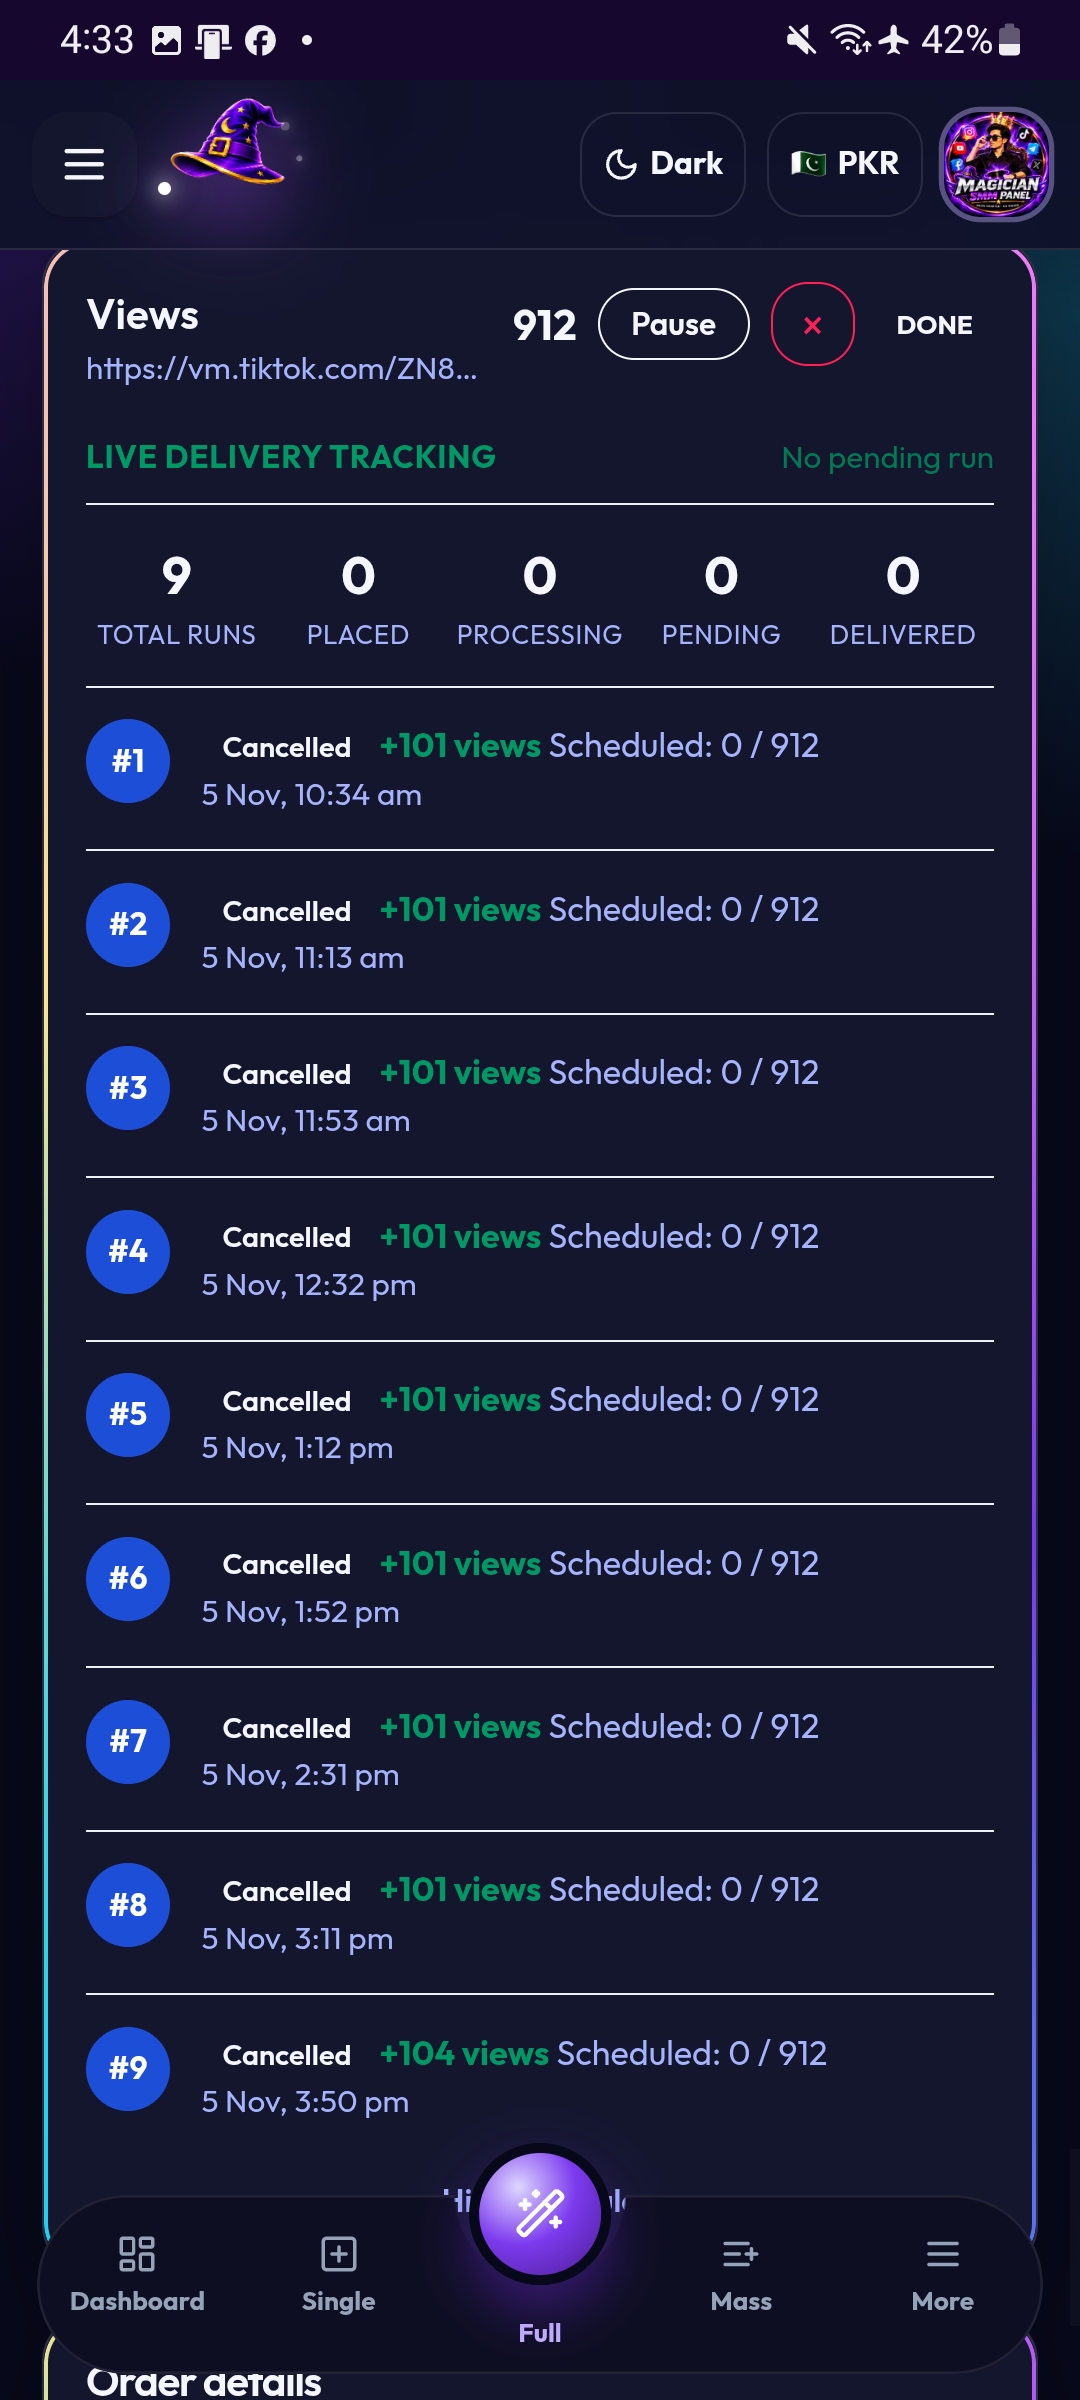 4:33
42%
Dark
PKR
MAGICIAN
SMM PANEL
Views
912
Pause
×
DONE
https://vm.tiktok.com/ZN8...
LIVE DELIVERY TRACKING
No pending run
9 0 0 0 0
TOTAL RUNS PLACED PROCESSING PENDING DELIVERED
#1 Cancelled +101 views Scheduled: 0 / 912
5 Nov, 10:34 am
#2 Cancelled +101 views Scheduled: 0 / 912
5 Nov, 11:13 am
#3 Cancelled +101 views Scheduled: 0 / 912
5 Nov, 11:53 am
#4 Cancelled +101 views Scheduled: 0 / 912
5 Nov, 12:32 pm
#5 Cancelled +101 views Scheduled: 0 / 912
5 Nov, 1:12 pm
#6 Cancelled +101 views Scheduled: 0 / 912
5 Nov, 1:52 pm
#7 Cancelled +101 views Scheduled: 0 / 912
5 Nov, 2:31 pm
#8 Cancelled +101 views Scheduled: 0 / 912
5 Nov, 3:11 pm
#9 Cancelled +104 views Scheduled: 0 / 912
5 Nov, 3:50 pm
Dashboard
Single
Full
Mass
More
Order details